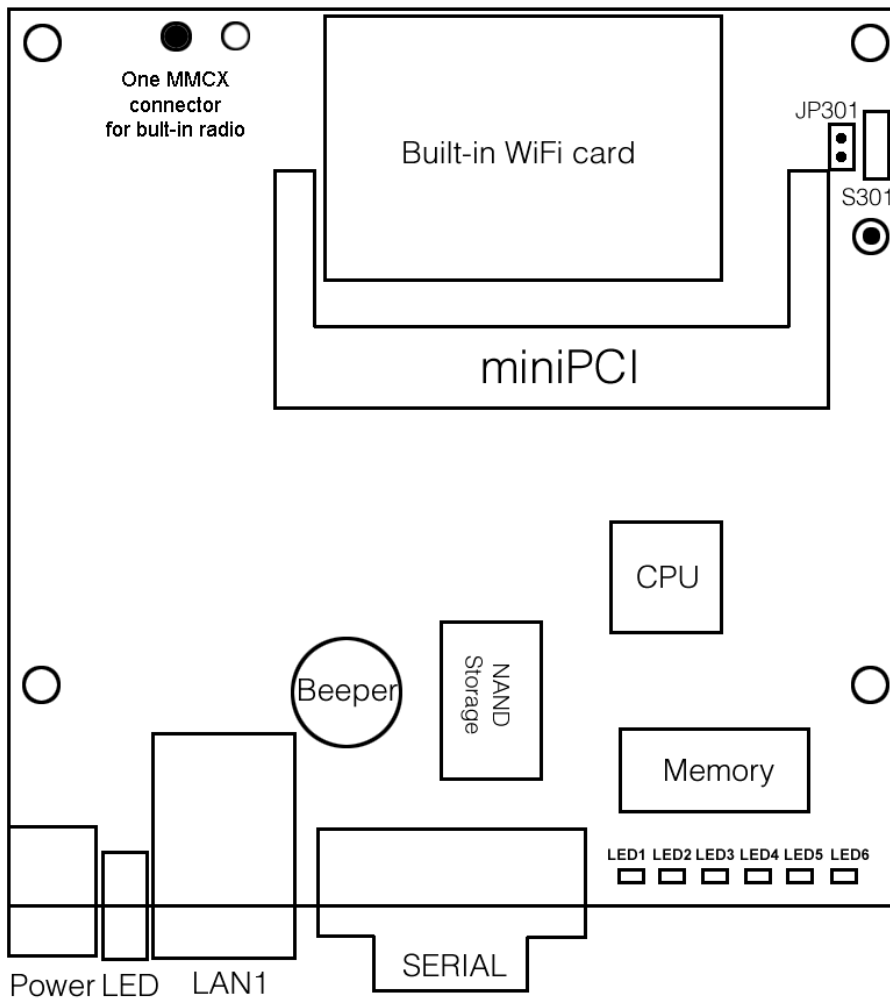 One MMCX
connector
for bult-in radio
Built-in WiFi card
JP301
S301
miniPCI
CPU
NAND
Storage
Beeper
Memory
LED1 LED2 LED3 LED4 LED5 LED6
SERIAL
Power LED LAN1